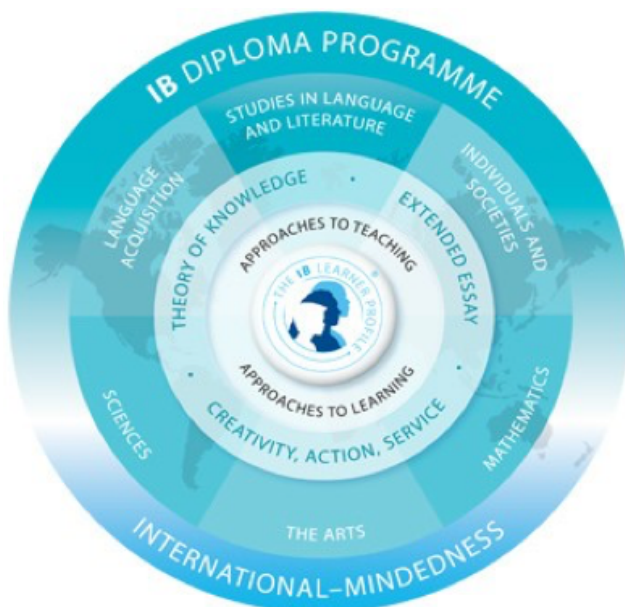 IB DIPLOMA PROGRAMME
STUDIES IN LANGUAGE
AND LITERATURE
LANGUAGE
ACQUISITION
INDIVIDUALS AND
SOCIETIES
THEORY OF KNOWLEDGE
·
EXTENDED ESSAY
APPROACHES TO TEACHING
THE IB LEARNER PROFILE
®
APPROACHES TO LEARNING
·
·
CREATIVITY, ACTION, SERVICE
SCIENCES
MATHEMATICS
THE ARTS
INTERNATIONAL–MINDEDNESS